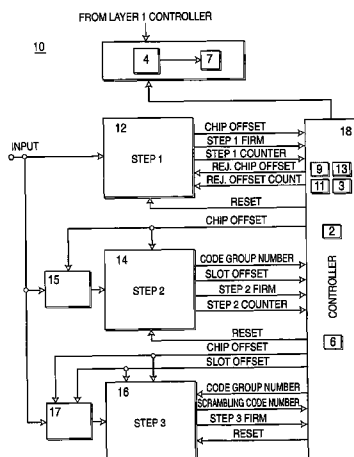 FROM LAYER 1 CONTROLLER
10
4
7
12
18
CHIP OFFSET
STEP 1 FIRM
STEP 1
STEP 1 COUNTER
INPUT
REJ. CHIP OFFSET
9
13
REJ. OFFSET COUNT
11
3
RESET
CHIP OFFSET
2
14
CODE GROUP NUMBER
SLOT OFFSET
15
STEP 2
STEP 2 FIRM
STEP 2 COUNTER
CONTROLLER
RESET
6
CHIP OFFSET
SLOT OFFSET
16
CODE GROUP NUMBER
SCRAMBLING CODE NUMBER
17
STEP 3
STEP 3 FIRM
RESET